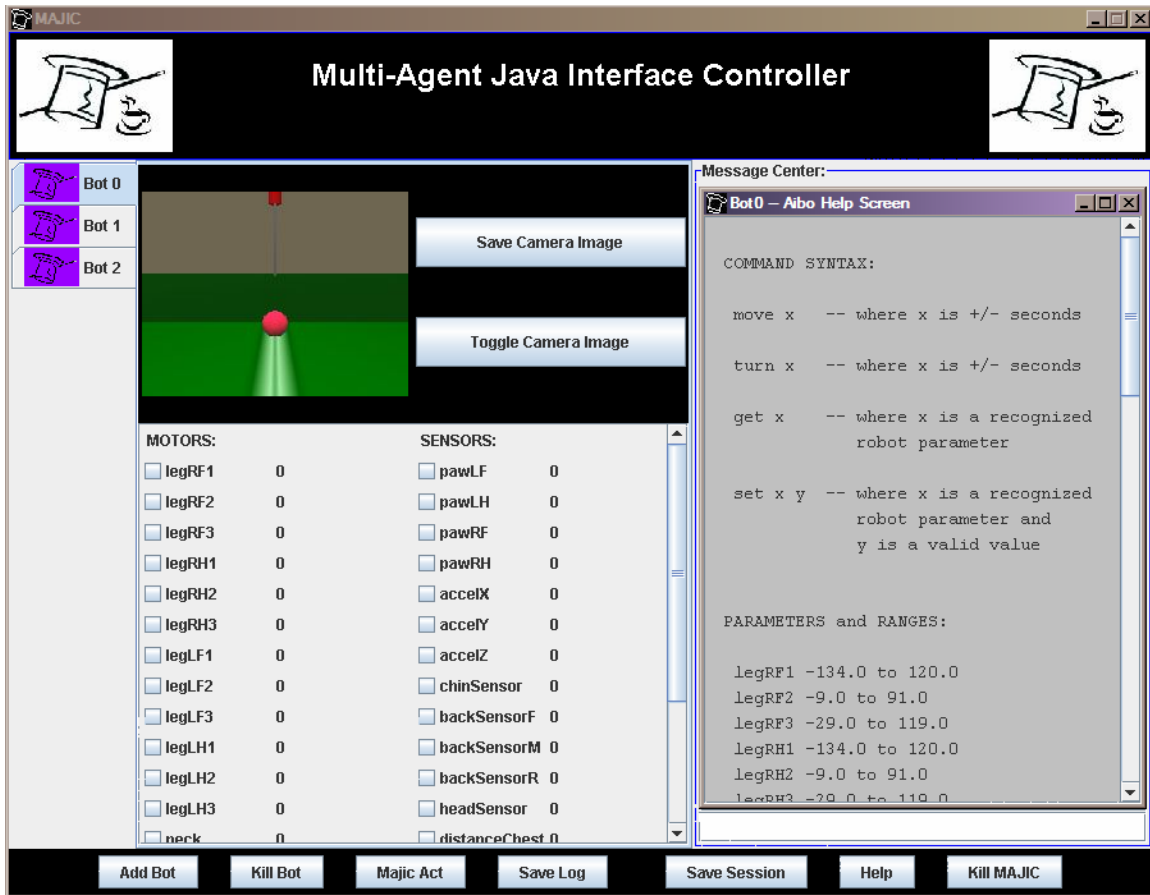 MAJIC
Multi-Agent Java Interface Controller
Bot 0
Bot 1
Bot 2
Save Camera Image
Toggle Camera Image
MOTORS: SENSORS:
legRF1 0 pawLF 0
legRF2 0 pawLH 0
legRF3 0 pawRF 0
legRH1 0 pawRH 0
legRH2 0 accelX 0
legRH3 0 accelY 0
legLF1 0 accelZ 0
legLF2 0 chinSensor 0
legLF3 0 backSensorF 0
legLH1 0 backSensorM 0
legLH2 0 backSensorR 0
legLH3 0 headSensor 0
neck 0 distanceChest 0
Message Center:
Bot0 – Aibo Help Screen
COMMAND SYNTAX:
move x -- where x is +/- seconds
turn x -- where x is +/- seconds
get x -- where x is a recognized
robot parameter
set x y -- where x is a recognized
robot parameter and
y is a valid value
PARAMETERS and RANGES:
legRF1 -134.0 to 120.0
legRF2 -9.0 to 91.0
legRF3 -29.0 to 119.0
legRH1 -134.0 to 120.0
legRH2 -9.0 to 91.0
legRH3 -29.0 to 119.0
Add Bot Kill Bot Majic Act Save Log Save Session Help Kill MAJIC